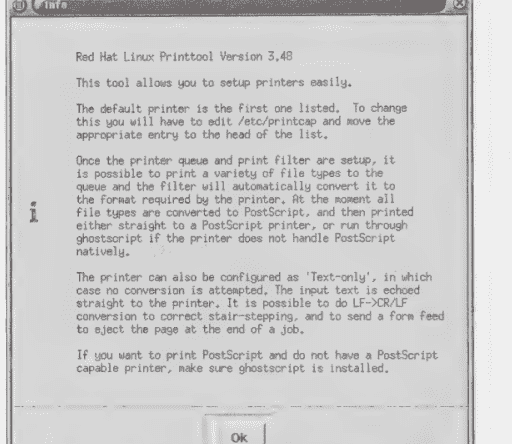 Info
Red Hat Linux Printtool Version 3.48
This tool allows you to setup printers easily.
The default printer is the first one listed.  To change
this you will have to edit /etc/printcap and move the
appropriate entry to the head of the list.
Once the printer queue and print filter are setup, it
is possible to print a variety of file types to the
queue and the filter will automatically convert it to
the format required by the printer. At the moment all
file types are converted to PostScript, and then printed
either straight to a PostScript printer, or run through
ghostscript if the printer does not handle PostScript
natively.
The printer can also be configured as 'Text-only', in which
case no conversion is attempted. The input text is echoed
straight to the printer. It is possible to do LF->CR/LF
conversion to correct stair-stepping, and to send a form feed
to eject the page at the end of a job.
If you want to print PostScript and do not have a PostScript
capable printer, make sure ghostscript is installed.
Ok